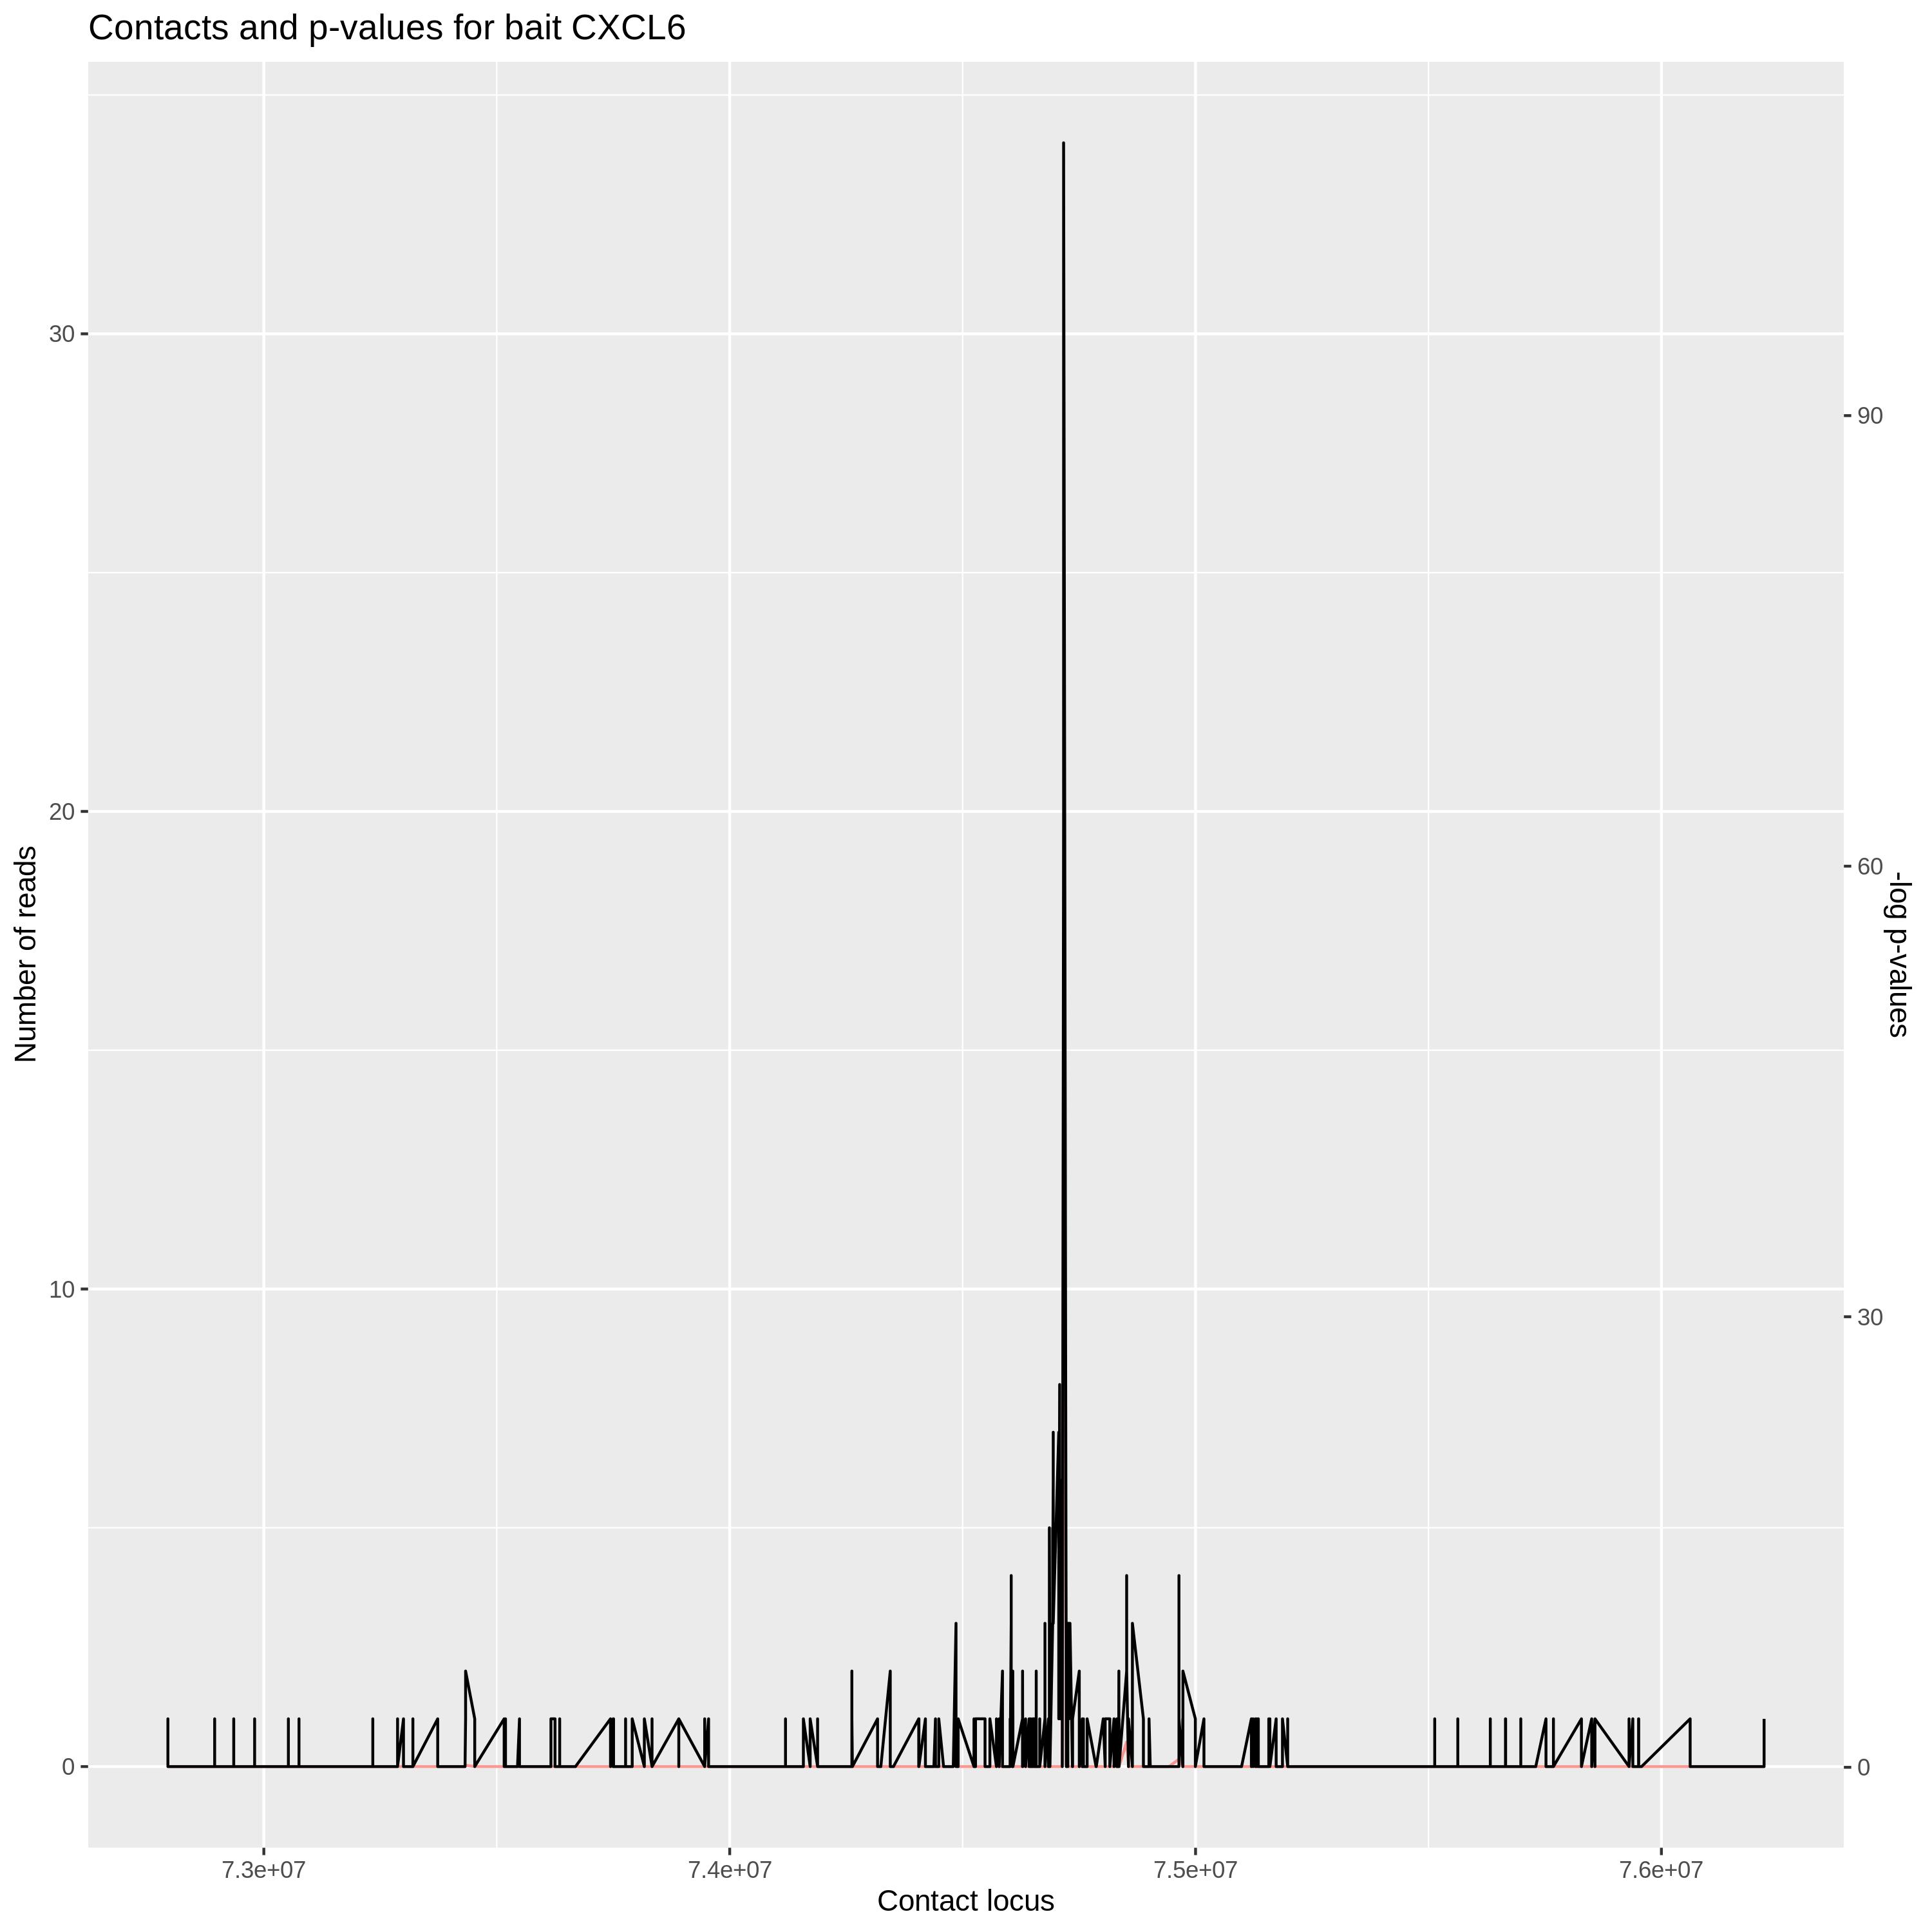 Contacts and p-values for bait CXCL6
Number of reads
30
20
10
0
90
60
30
0
-log p-values
7.3e+07
7.4e+07
7.5e+07
7.6e+07
Contact locus